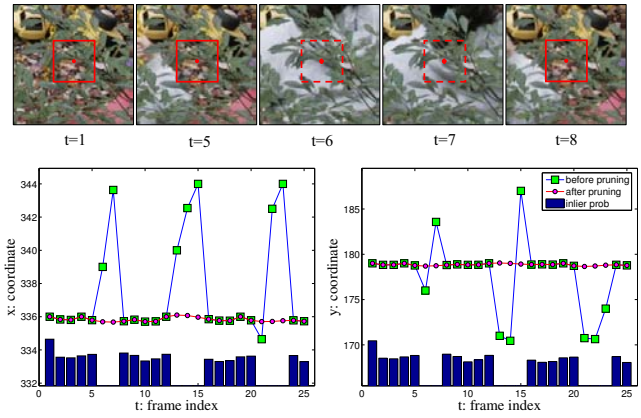 t=1
t=5
t=6
t=7
t=8
344
342
340
338
336
334
332
x: coordinate
0
5
10
15
20
25
t: frame index
before pruning
after pruning
inlier prob
185
180
175
170
y: coordinate
0
5
10
15
20
25
t: frame index